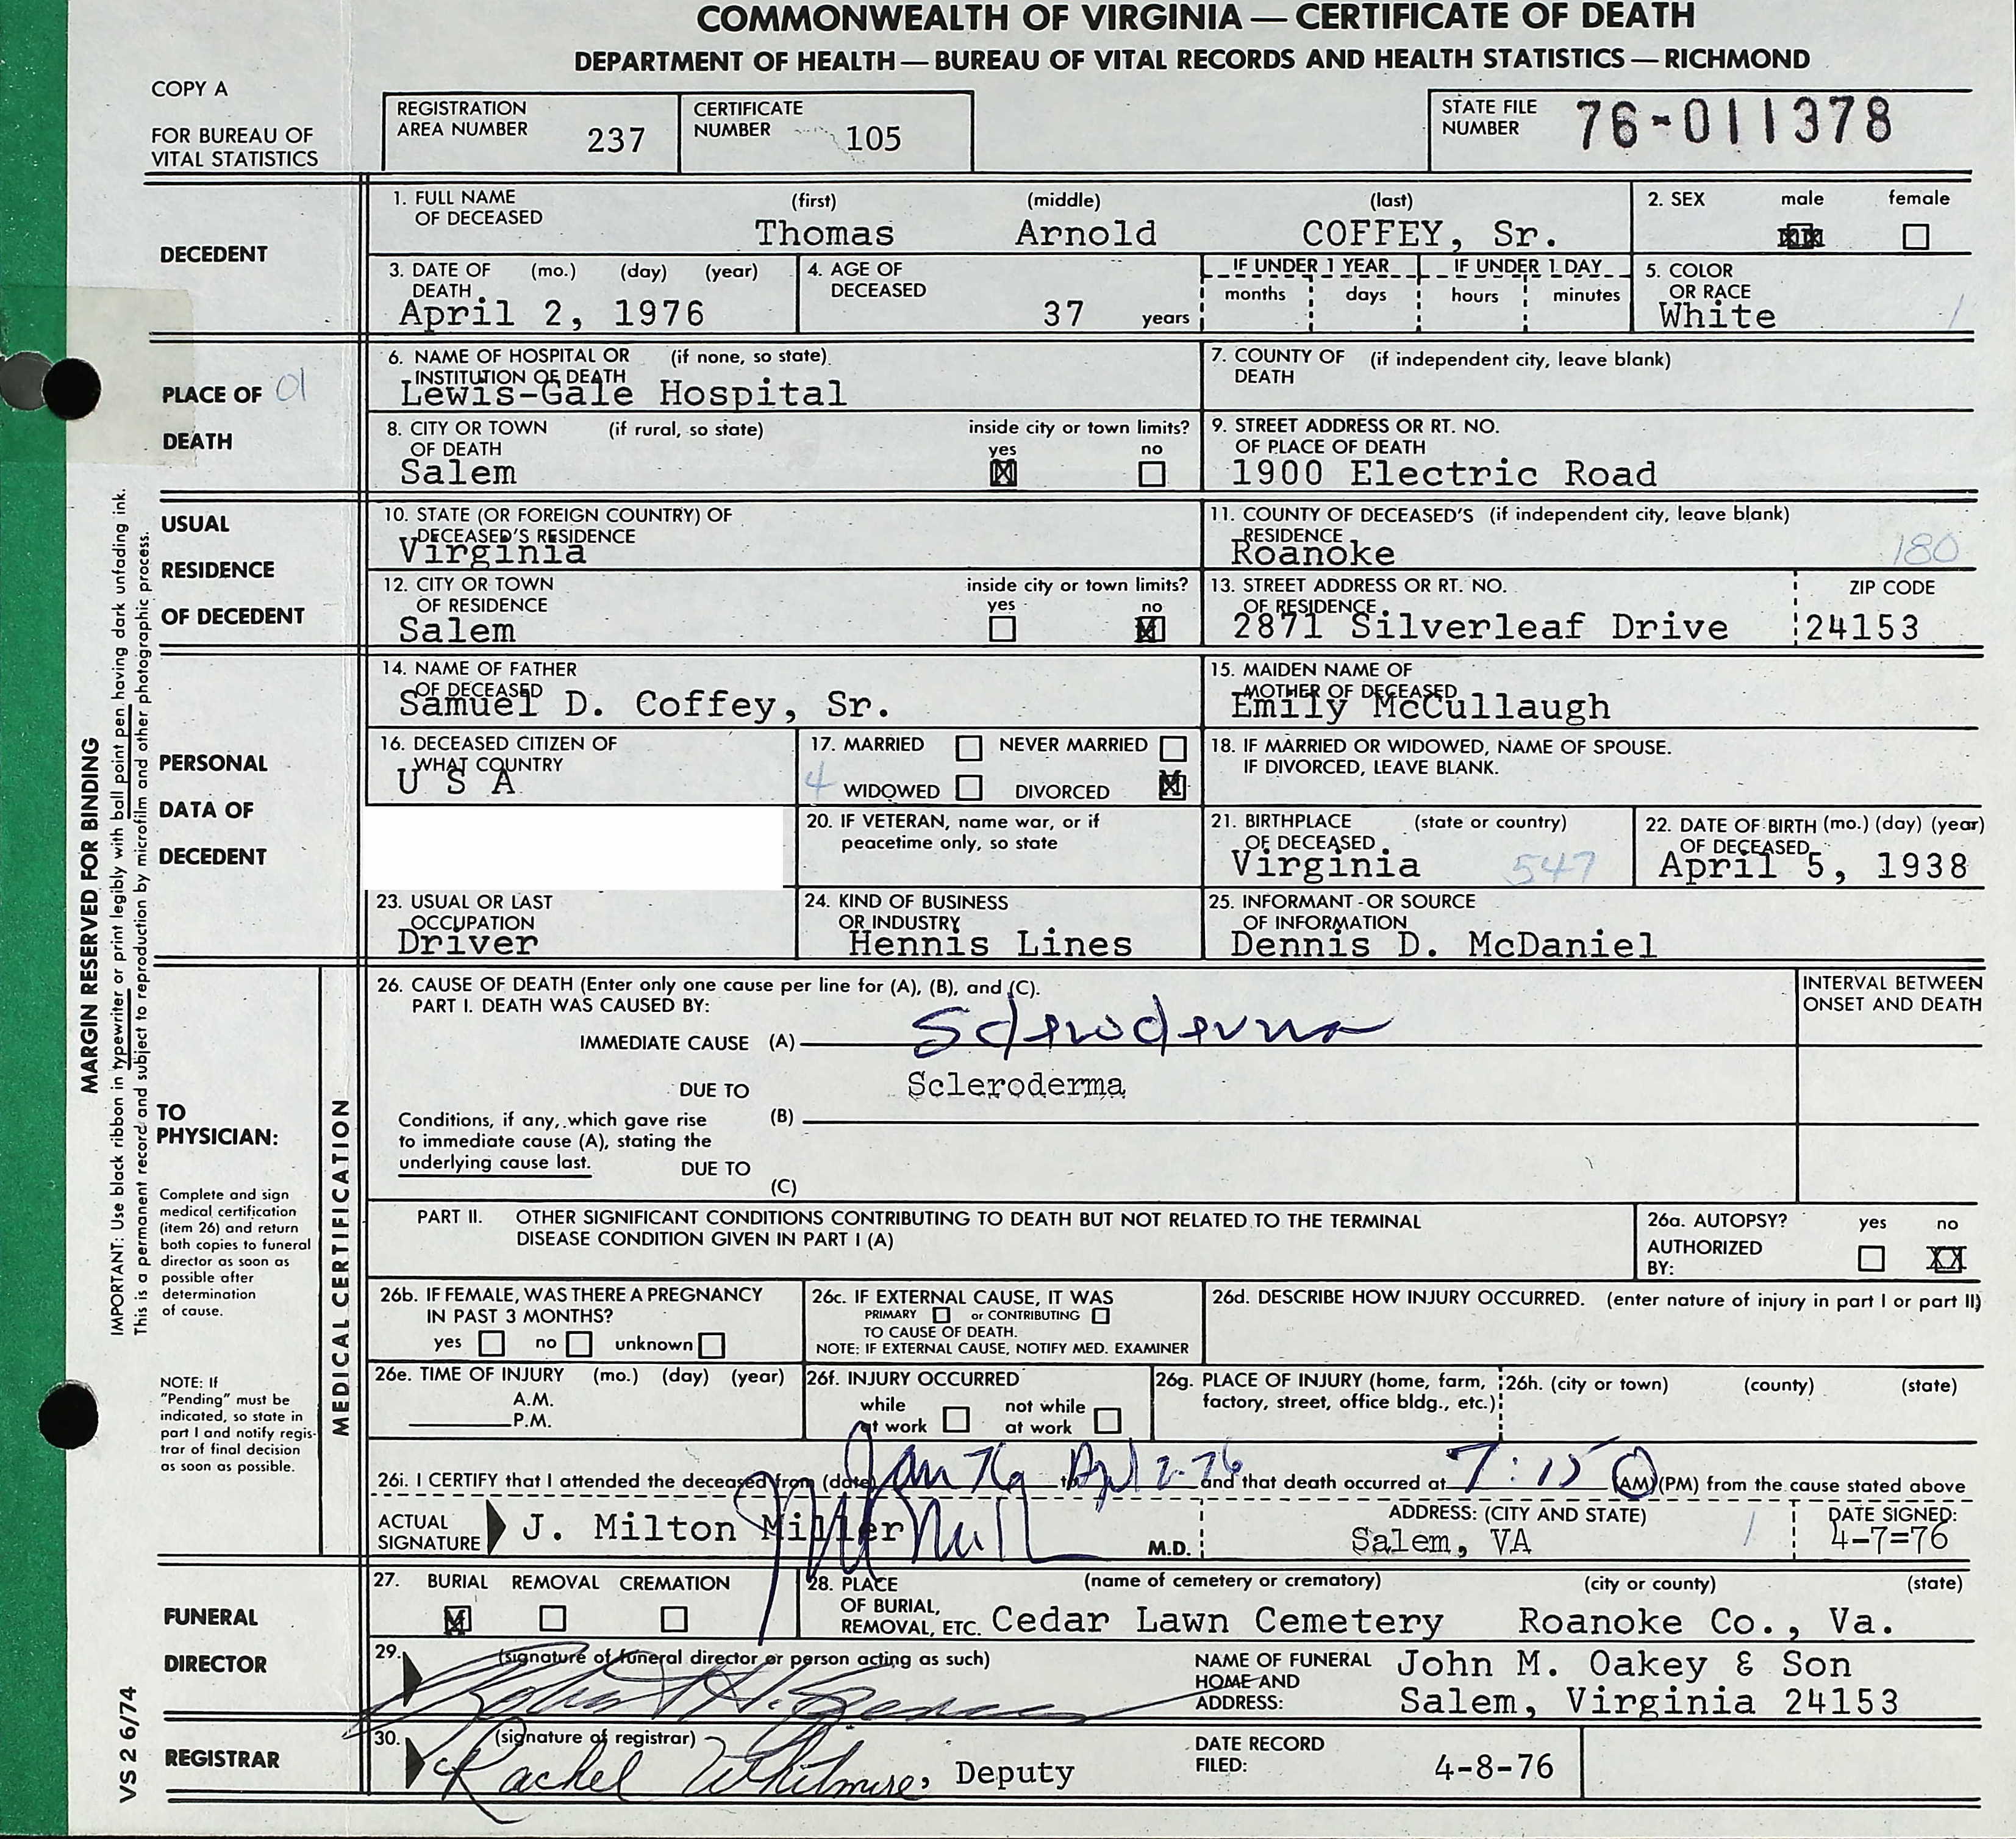 COMMONWEALTH OF VIRGINIA — CERTIFICATE OF DEATH
DEPARTMENT OF HEALTH — BUREAU OF VITAL RECORDS AND HEALTH STATISTICS — RICHMOND
COPY A
FOR BUREAU OF
VITAL STATISTICS
REGISTRATION
AREA NUMBER 237
CERTIFICATE
NUMBER 105
STATE FILE
NUMBER 76-011378
DECEDENT
1. FULL NAME (first) (middle) (last)
OF DECEASED Thomas Arnold COFFEY, Sr.
2. SEX male female
3. DATE OF (mo.) (day) (year)
DEATH
April 2, 1976
4. AGE OF
DECEASED
37 years
IF UNDER 1 YEAR
months days
IF UNDER 1 DAY
hours minutes
5. COLOR
OR RACE
White 1
PLACE OF 01
DEATH
6. NAME OF HOSPITAL OR (if none, so state)
INSTITUTION OF DEATH
Lewis-Gale Hospital
7. COUNTY OF (if independent city, leave blank)
DEATH
8. CITY OR TOWN (if rural, so state) inside city or town limits?
OF DEATH yes no
Salem X
9. STREET ADDRESS OR RT. NO.
OF PLACE OF DEATH
1900 Electric Road
USUAL
RESIDENCE
OF DECEDENT
10. STATE (OR FOREIGN COUNTRY) OF
DECEASED'S RESIDENCE
Virginia
11. COUNTY OF DECEASED'S (if independent city, leave blank)
RESIDENCE
Roanoke 180
12. CITY OR TOWN inside city or town limits?
OF RESIDENCE yes no
Salem
13. STREET ADDRESS OR RT. NO. ZIP CODE
OF RESIDENCE
2871 Silverleaf Drive 24153
PERSONAL
DATA OF
DECEDENT
14. NAME OF FATHER
OF DECEASED
Samuel D. Coffey, Sr.
15. MAIDEN NAME OF
MOTHER OF DECEASED
Emily McCullaugh
16. DECEASED CITIZEN OF
WHAT COUNTRY
U S A
17. MARRIED NEVER MARRIED
4 WIDOWED DIVORCED
18. IF MARRIED OR WIDOWED, NAME OF SPOUSE.
IF DIVORCED, LEAVE BLANK.
20. IF VETERAN, name war, or if
peacetime only, so state
21. BIRTHPLACE (state or country)
OF DECEASED
Virginia 547
22. DATE OF BIRTH (mo.) (day) (year)
OF DECEASED
April 5, 1938
23. USUAL OR LAST
OCCUPATION
Driver
24. KIND OF BUSINESS
OR INDUSTRY
Hennis Lines
25. INFORMANT - OR SOURCE
OF INFORMATION
Dennis D. McDaniel
MARGIN RESERVED FOR BINDING
IMPORTANT: Use black ribbon in typewriter or print legibly with ball point pen having dark unfading ink.
This is a permanent record and subject to reproduction by microfilm and other photographic process.
VS 2 6/74
TO
PHYSICIAN:
Complete and sign
medical certification
(item 26) and return
both copies to funeral
director as soon as
possible after
determination
of cause.
NOTE: If
"Pending" must be
indicated, so state in
part I and notify regis-
trar of final decision
as soon as possible.
MEDICAL CERTIFICATION
26. CAUSE OF DEATH (Enter only one cause per line for (A), (B), and (C).
PART I. DEATH WAS CAUSED BY:
INTERVAL BETWEEN
ONSET AND DEATH
IMMEDIATE CAUSE (A) Scleroderma
DUE TO Scleroderma
Conditions, if any, which gave rise (B)
to immediate cause (A), stating the
underlying cause last. DUE TO
(C)
PART II. OTHER SIGNIFICANT CONDITIONS CONTRIBUTING TO DEATH BUT NOT RELATED TO THE TERMINAL
DISEASE CONDITION GIVEN IN PART I (A)
26a. AUTOPSY? yes no
AUTHORIZED
BY:
26b. IF FEMALE, WAS THERE A PREGNANCY
IN PAST 3 MONTHS?
yes no unknown
26c. IF EXTERNAL CAUSE, IT WAS
PRIMARY or CONTRIBUTING
TO CAUSE OF DEATH.
NOTE: IF EXTERNAL CAUSE, NOTIFY MED. EXAMINER
26d. DESCRIBE HOW INJURY OCCURRED. (enter nature of injury in part I or part II)
26e. TIME OF INJURY (mo.) (day) (year)
A.M.
P.M.
26f. INJURY OCCURRED
while not while
at work at work
26g. PLACE OF INJURY (home, farm,
factory, street, office bldg., etc.)
26h. (city or town) (county) (state)
26i. I CERTIFY that I attended the deceased from (date) Jan 76 to Apl 2-76 and that death occurred at 7:15 (AM) (PM) from the cause stated above
ACTUAL
SIGNATURE J. Milton Miller M.D.
ADDRESS: (CITY AND STATE)
Salem, VA 1
DATE SIGNED:
4-7=76
FUNERAL
DIRECTOR
27. BURIAL REMOVAL CREMATION
28. PLACE (name of cemetery or crematory) (city or county) (state)
OF BURIAL,
REMOVAL, ETC. Cedar Lawn Cemetery Roanoke Co., Va.
29. (signature of funeral director or person acting as such)
Robert H.
NAME OF FUNERAL John M. Oakey & Son
HOME AND
ADDRESS: Salem, Virginia 24153
REGISTRAR
30. (signature of registrar)
Rachel Whitmire, Deputy
DATE RECORD
FILED: 4-8-76